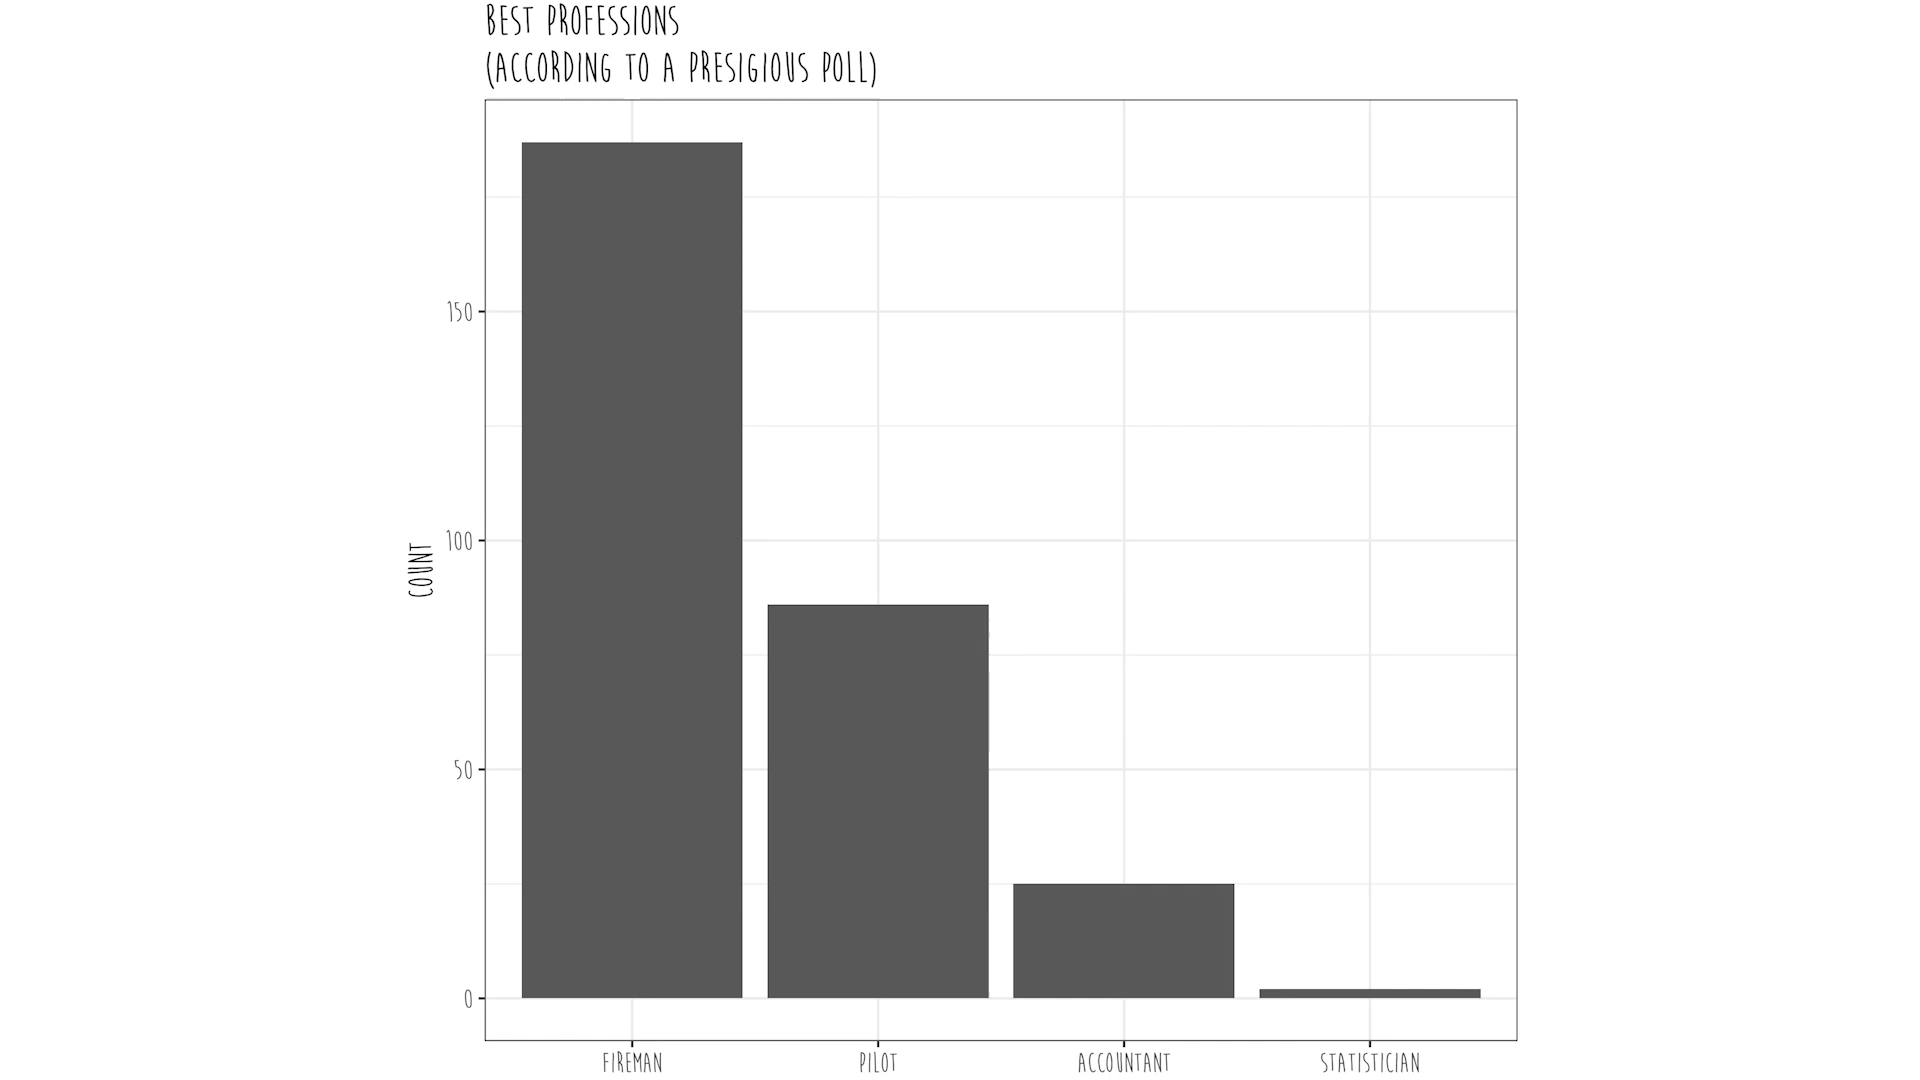 BEST PROFESSIONS
(ACCORDING TO A PRESIGIOUS POLL)
150
100
50
0
COUNT
FIREMAN
PILOT
ACCOUNTANT
STATISTICIAN